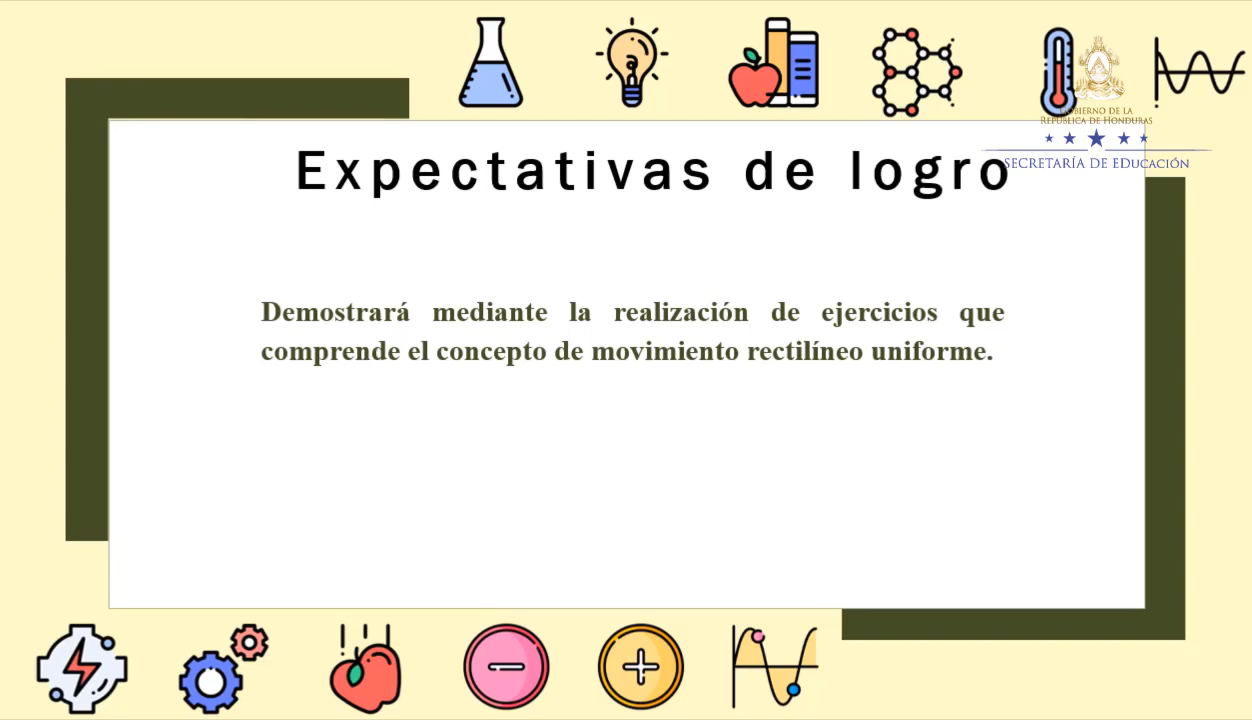 GOBIERNO DE LA
REPÚBLICA DE HONDURAS
SECRETARÍA DE EDUCACIÓN
Expectativas de logro
Demostrará mediante la realización de ejercicios que
comprende el concepto de movimiento rectilíneo uniforme.